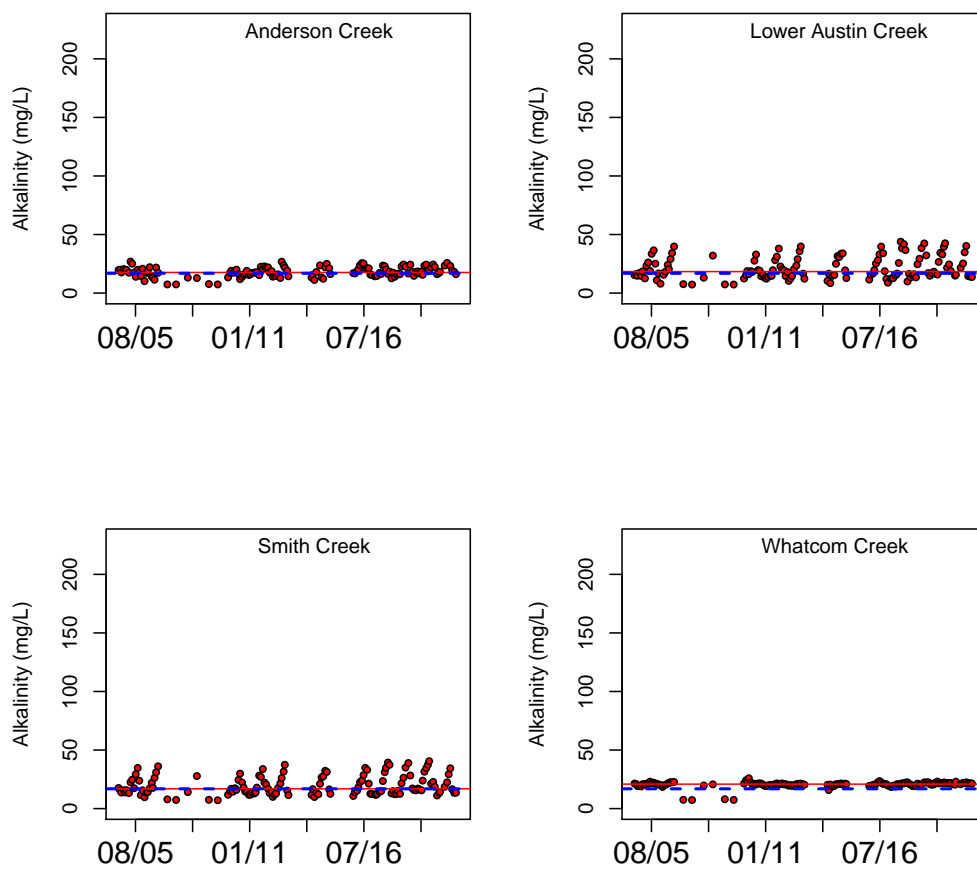 Anderson Creek
Alkalinity (mg/L)
200
150
100
50
0
08/05 01/11 07/16
Lower Austin Creek
Alkalinity (mg/L)
200
150
100
50
0
08/05 01/11 07/16
Smith Creek
Alkalinity (mg/L)
200
150
100
50
0
08/05 01/11 07/16
Whatcom Creek
Alkalinity (mg/L)
200
150
100
50
0
08/05 01/11 07/16